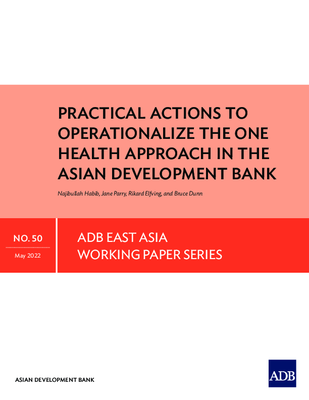 PRACTICAL ACTIONS TO
OPERATIONALIZE THE ONE
HEALTH APPROACH IN THE
ASIAN DEVELOPMENT BANK
Najibullah Habib, Jane Parry, Rikard Elfving, and Bruce Dunn
NO. 50
May 2022
ADB EAST ASIA
WORKING PAPER SERIES
ASIAN DEVELOPMENT BANK
ADB